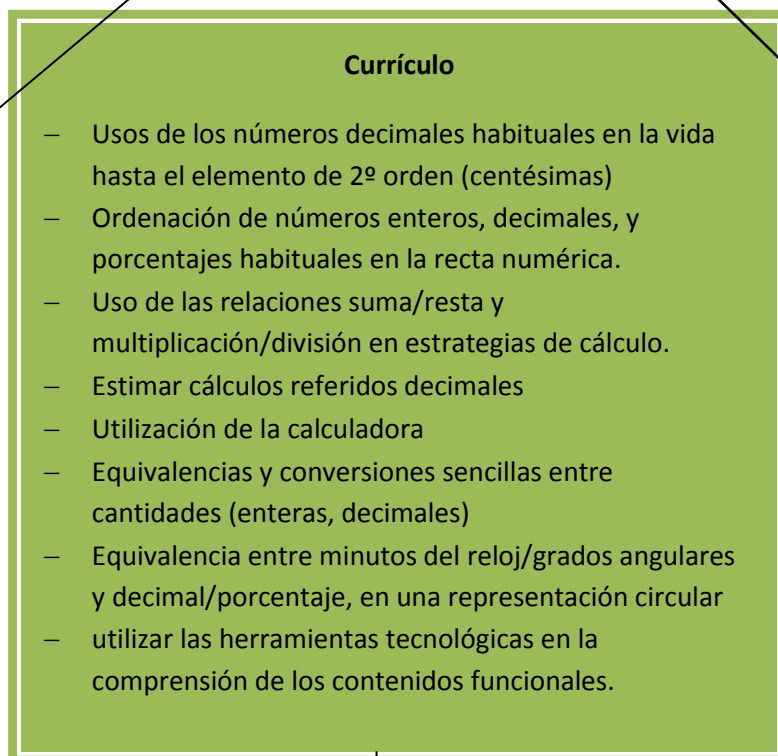 Currículo
– Usos de los números decimales habituales en la vida
hasta el elemento de 2º orden (centésimas)
– Ordenación de números enteros, decimales, y
porcentajes habituales en la recta numérica.
– Uso de las relaciones suma/resta y
multiplicación/división en estrategias de cálculo.
– Estimar cálculos referidos decimales
– Utilización de la calculadora
– Equivalencias y conversiones sencillas entre
cantidades (enteras, decimales)
– Equivalencia entre minutos del reloj/grados angulares
y decimal/porcentaje, en una representación circular
– utilizar las herramientas tecnológicas en la
comprensión de los contenidos funcionales.